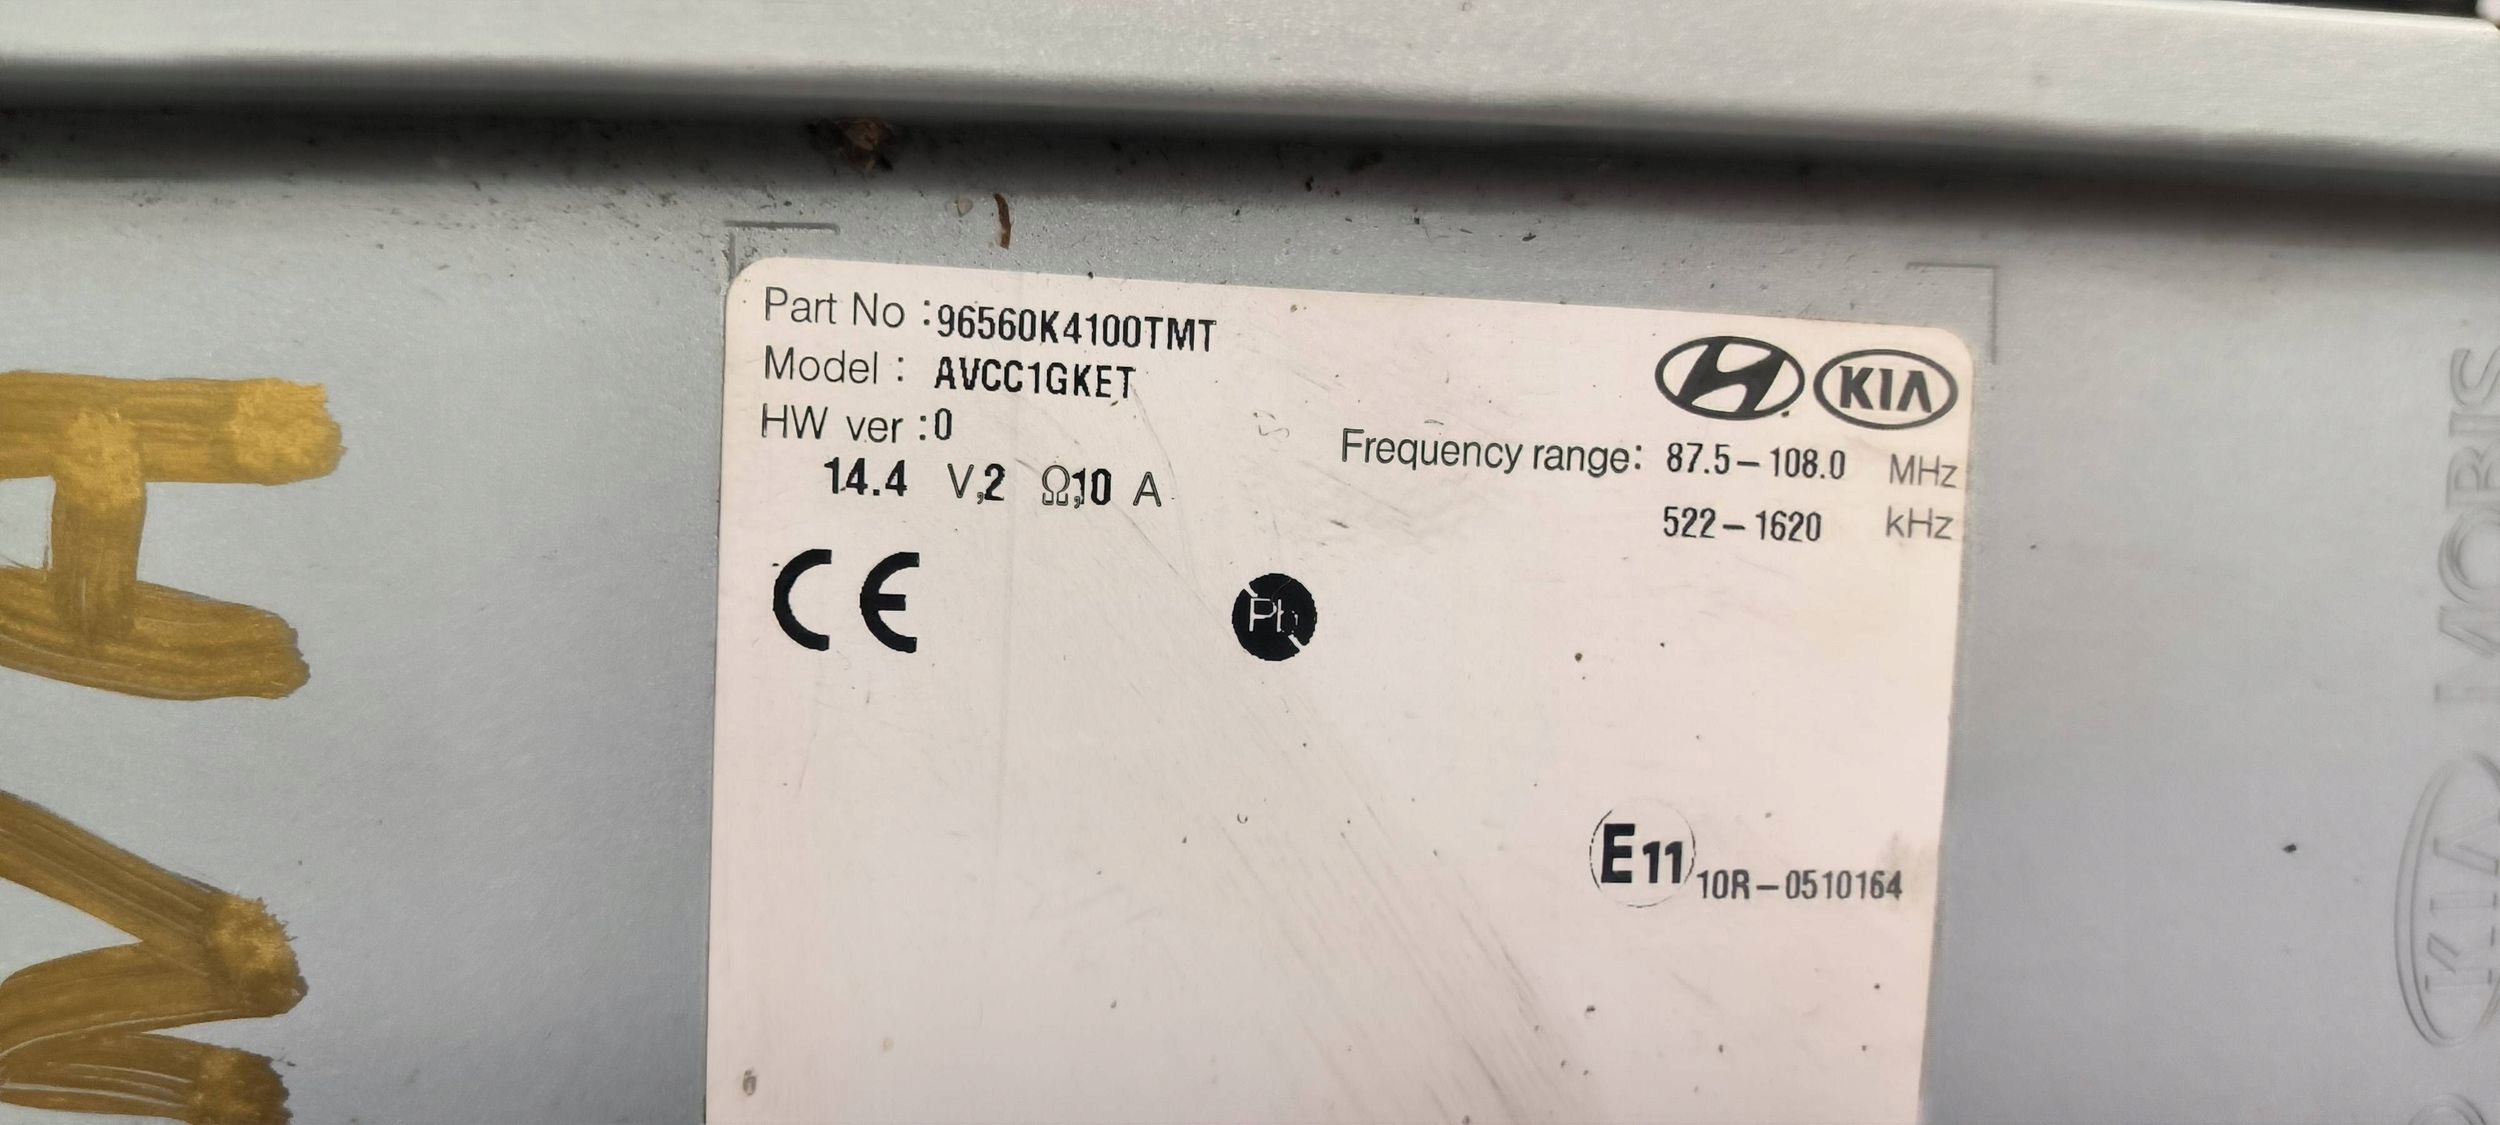 Part No :96560K4100TMT
Model : AVCC1GKET
HW ver :0
14.4 V,2 Ω,10 A
KIA
Frequency range: 87.5-108.0 MHz
522-1620 kHz
CE
Pb
E11 10R-0510164
MOBIS
KIA